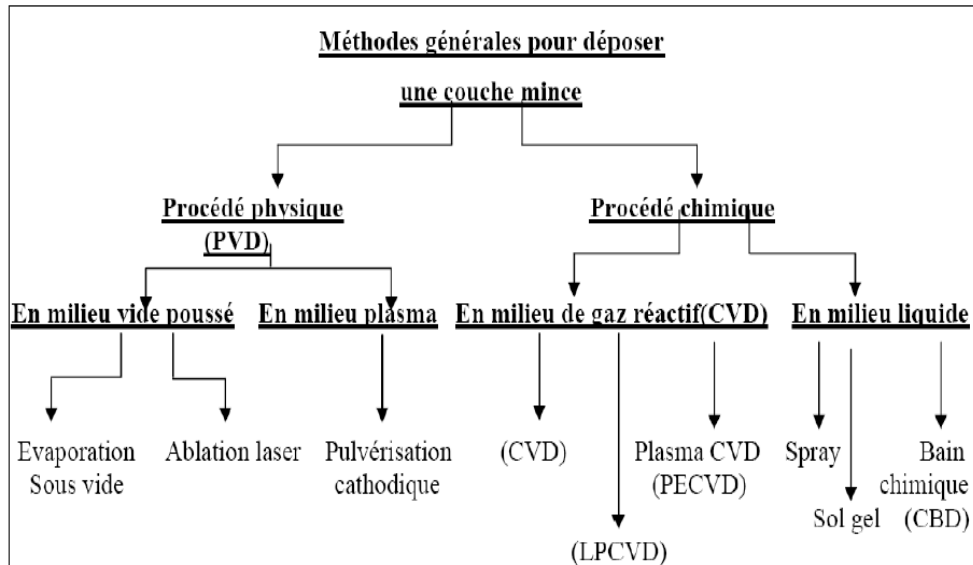 Méthodes générales pour déposer
une couche mince
Procédé physique
(PVD)
Procédé chimique
En milieu vide poussé
En milieu plasma
En milieu de gaz réactif(CVD)
En milieu liquide
Evaporation
Sous vide
Ablation laser
Pulvérisation
cathodique
(CVD)
(LPCVD)
Plasma CVD
(PECVD)
Spray
Sol gel
Bain
chimique
(CBD)